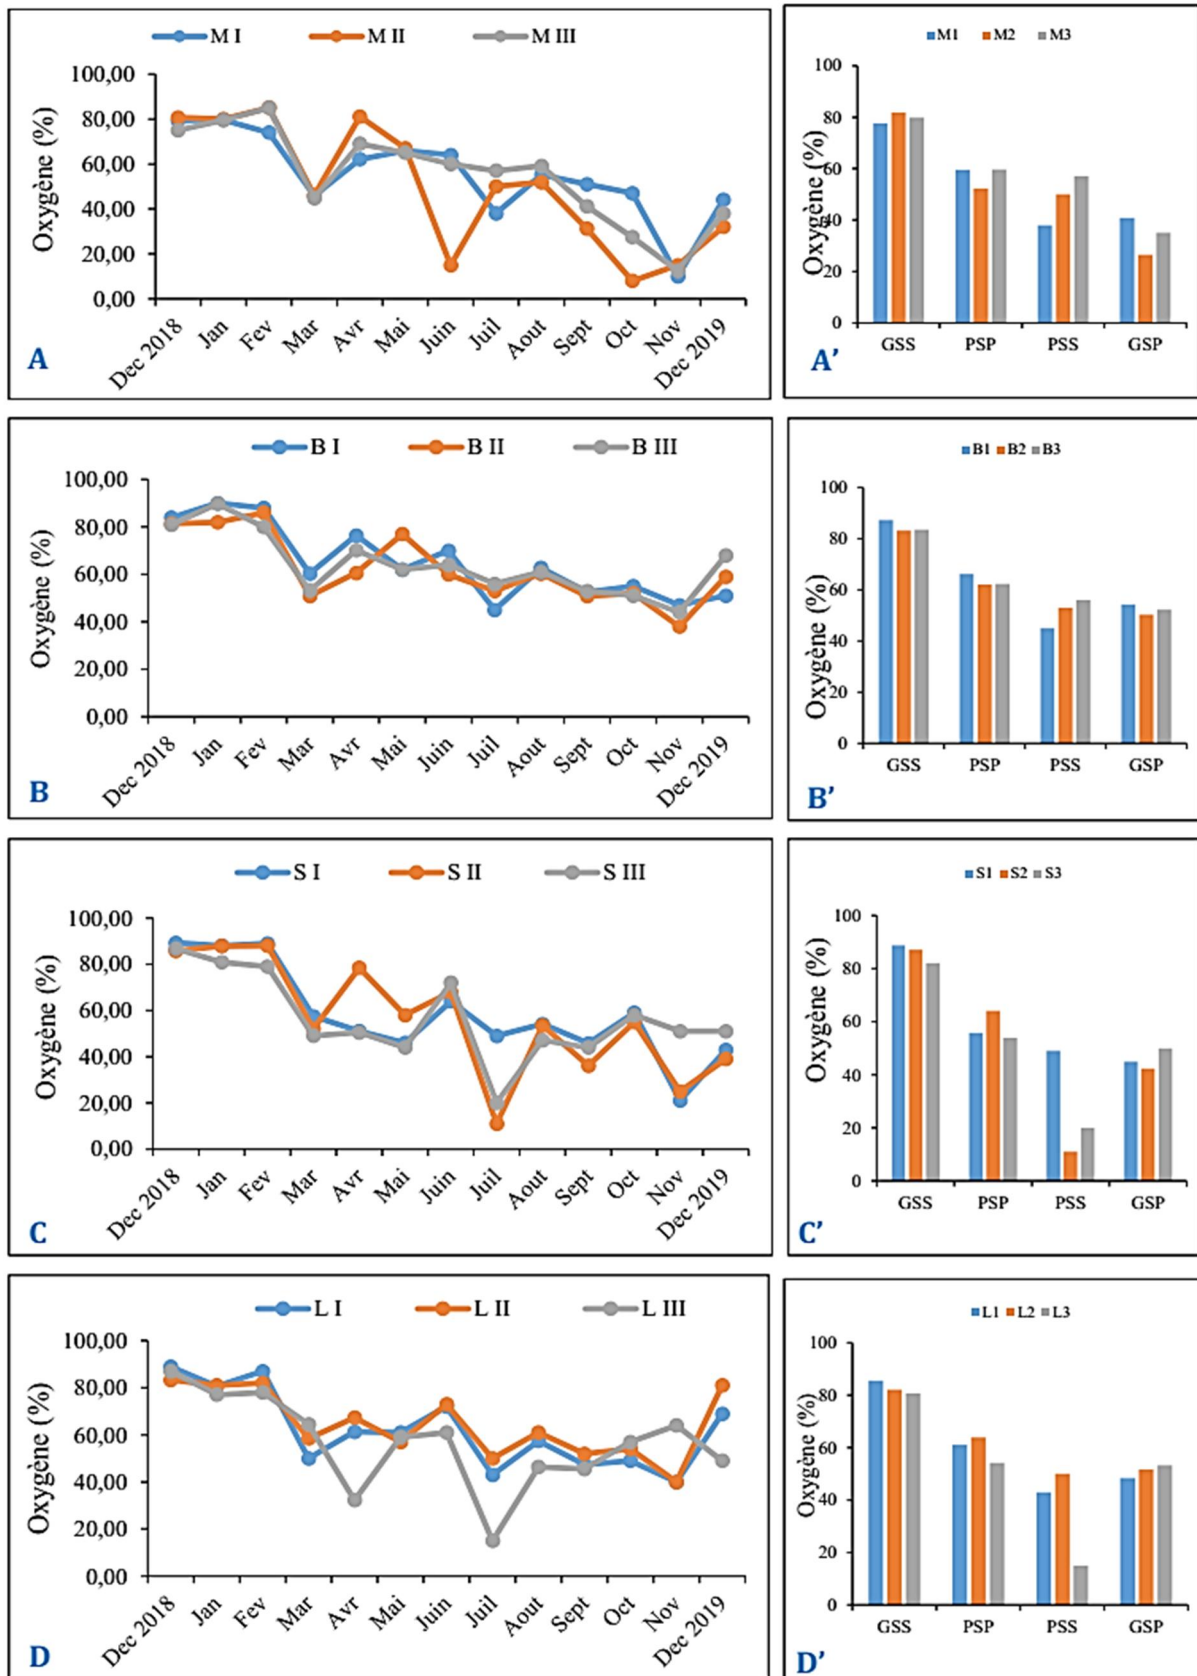 M I M II M III
Oxygène (%)
100,00
80,00
60,00
40,00
20,00
0,00
Dec 2018 Jan Fev Mar Avr Mai Juin Juil Aout Sept Oct Nov Dec 2019
A
M1 M2 M3
Oxygène (%)
100
80
60
40
20
0
GSS PSP PSS GSP
A’
B I B II B III
Oxygène (%)
100,00
80,00
60,00
40,00
20,00
0,00
Dec 2018 Jan Fev Mar Avr Mai Juin Juil Aout Sept Oct Nov Dec 2019
B
B1 B2 B3
Oxygène (%)
100
80
60
40
20
0
GSS PSP PSS GSP
B’
S I S II S III
Oxygène (%)
100,00
80,00
60,00
40,00
20,00
0,00
Dec 2018 Jan Fev Mar Avr Mai Juin Juil Aout Sept Oct Nov Dec 2019
C
S1 S2 S3
Oxygène (%)
100
80
60
40
20
0
GSS PSP PSS GSP
C’
L I L II L III
Oxygène (%)
100,00
80,00
60,00
40,00
20,00
0,00
Dec 2018 Jan Fev Mar Avr Mai Juin Juil Aout Sept Oct Nov Dec 2019
D
L1 L2 L3
Oxygène (%)
100
80
60
40
20
0
GSS PSP PSS GSP
D’